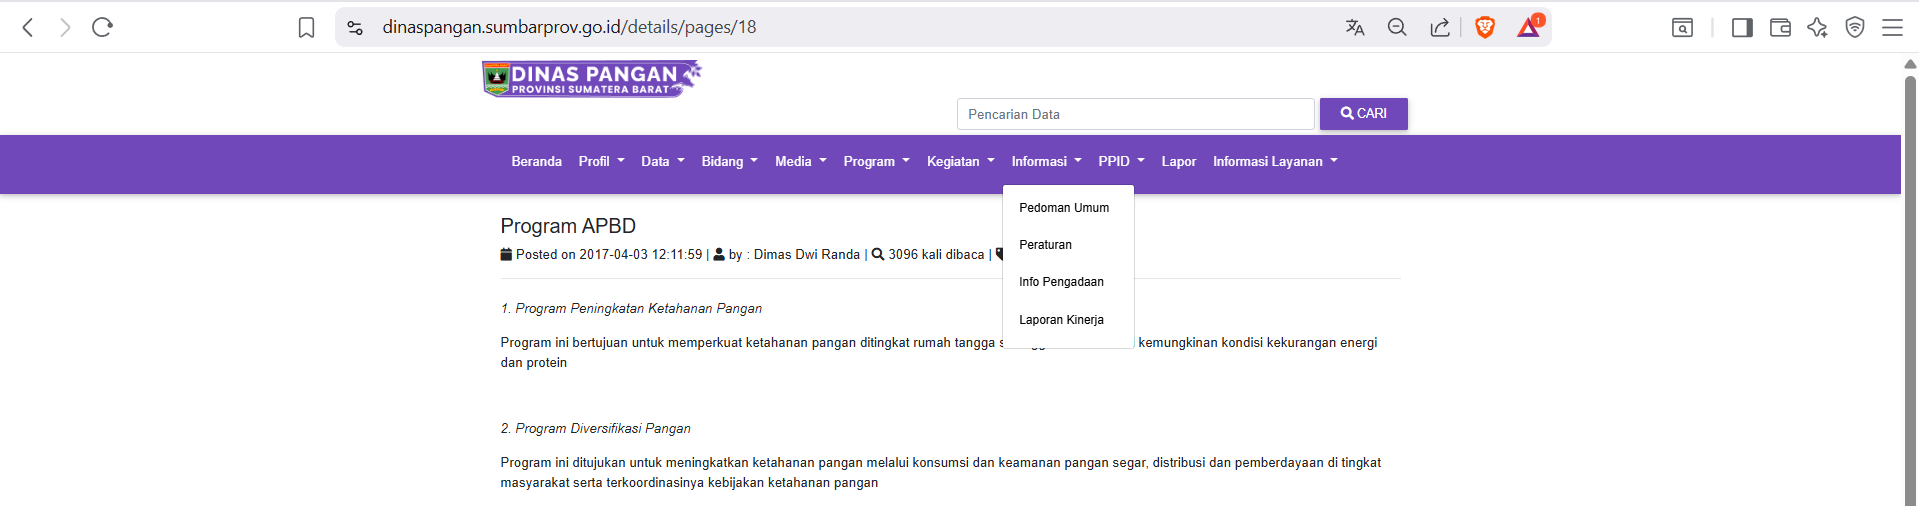 dinaspangan.sumbarprov.go.id/details/pages/18
1
DINAS PANGAN
PROVINSI SUMATERA BARAT
Pencarian Data
CARI
Beranda Profil Data Bidang Media Program Kegiatan Informasi PPID Lapor Informasi Layanan
Pedoman Umum
Peraturan
Info Pengadaan
Laporan Kinerja
Program APBD
Posted on 2017-04-03 12:11:59 | by : Dimas Dwi Randa | 3096 kali dibaca |
1. Program Peningkatan Ketahanan Pangan
Program ini bertujuan untuk memperkuat ketahanan pangan ditingkat rumah tangga kemungkinan kondisi kekurangan energi
dan protein
2. Program Diversifikasi Pangan
Program ini ditujukan untuk meningkatkan ketahanan pangan melalui konsumsi dan keamanan pangan segar, distribusi dan pemberdayaan di tingkat
masyarakat serta terkoordinasinya kebijakan ketahanan pangan